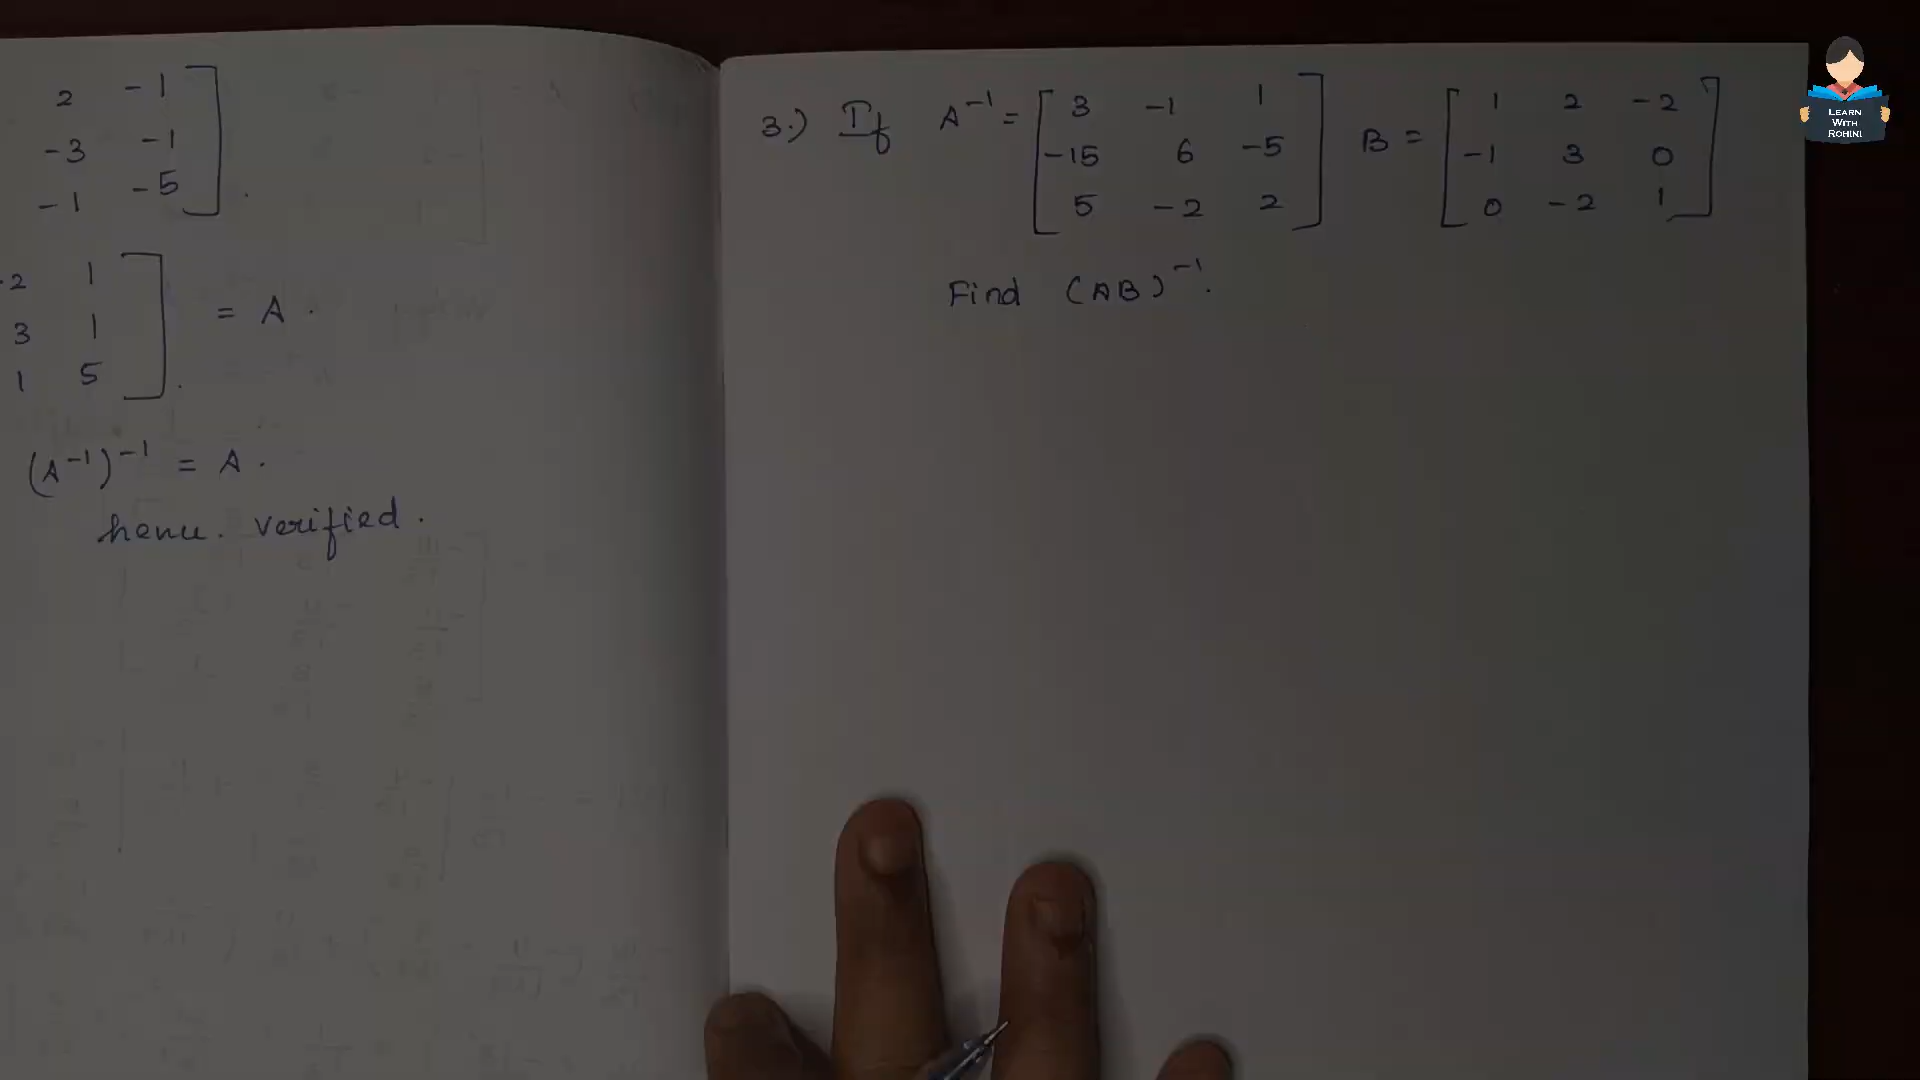 2 -1
-3 -1
-1 -5 .
-2 1
3 1 = A .
1 5 .
(A⁻¹)⁻¹ = A .
henu. verified .
3.) If A⁻¹ = [ 3 -1 1 B = [ 1 2 -2
-15 6 -5 -1 3 0
5 -2 2 ] 0 -2 1 ]
Find (AB)⁻¹.
LEARN
WITH
ROHINI